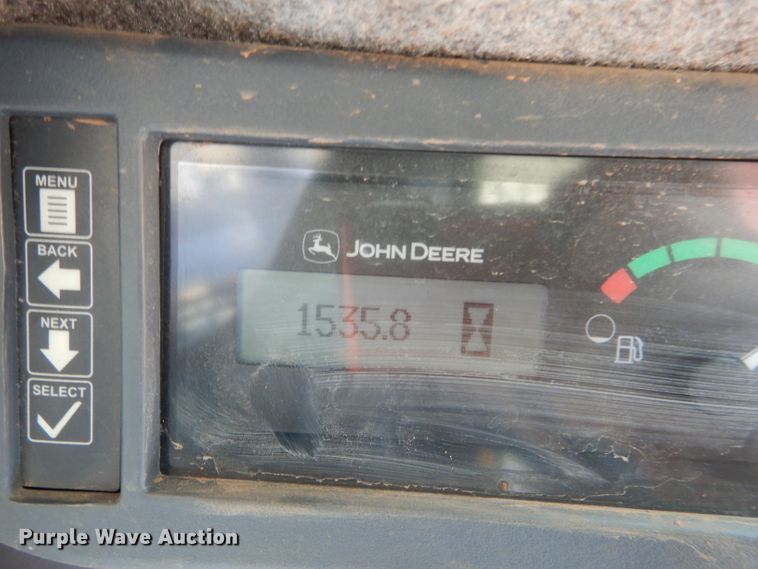 MENU
BACK
NEXT
SELECT
JOHN DEERE
1535.8
Purple Wave Auction